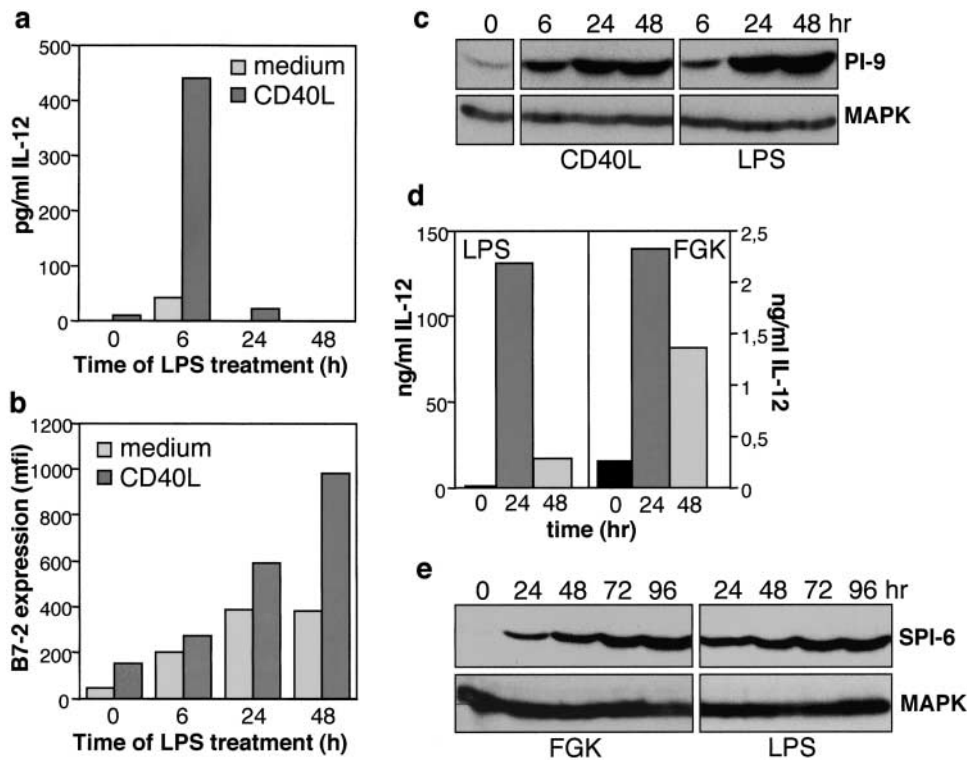 a
500
400
300
200
100
0
pg/ml IL-12
medium
CD40L
0 6 24 48
Time of LPS treatment (h)
b
1200
1000
800
600
400
200
0
B7-2 expression (mfi)
medium
CD40L
0 6 24 48
Time of LPS treatment (h)
c
0 6 24 48 6 24 48 hr
PI-9
MAPK
CD40L LPS
d
150
100
50
0
ng/ml IL-12
LPS FGK
2,5
2
1,5
1
0,5
0
ng/ml IL-12
0 24 48 0 24 48
time (hr)
e
0 24 48 72 96 24 48 72 96 hr
SPI-6
MAPK
FGK LPS